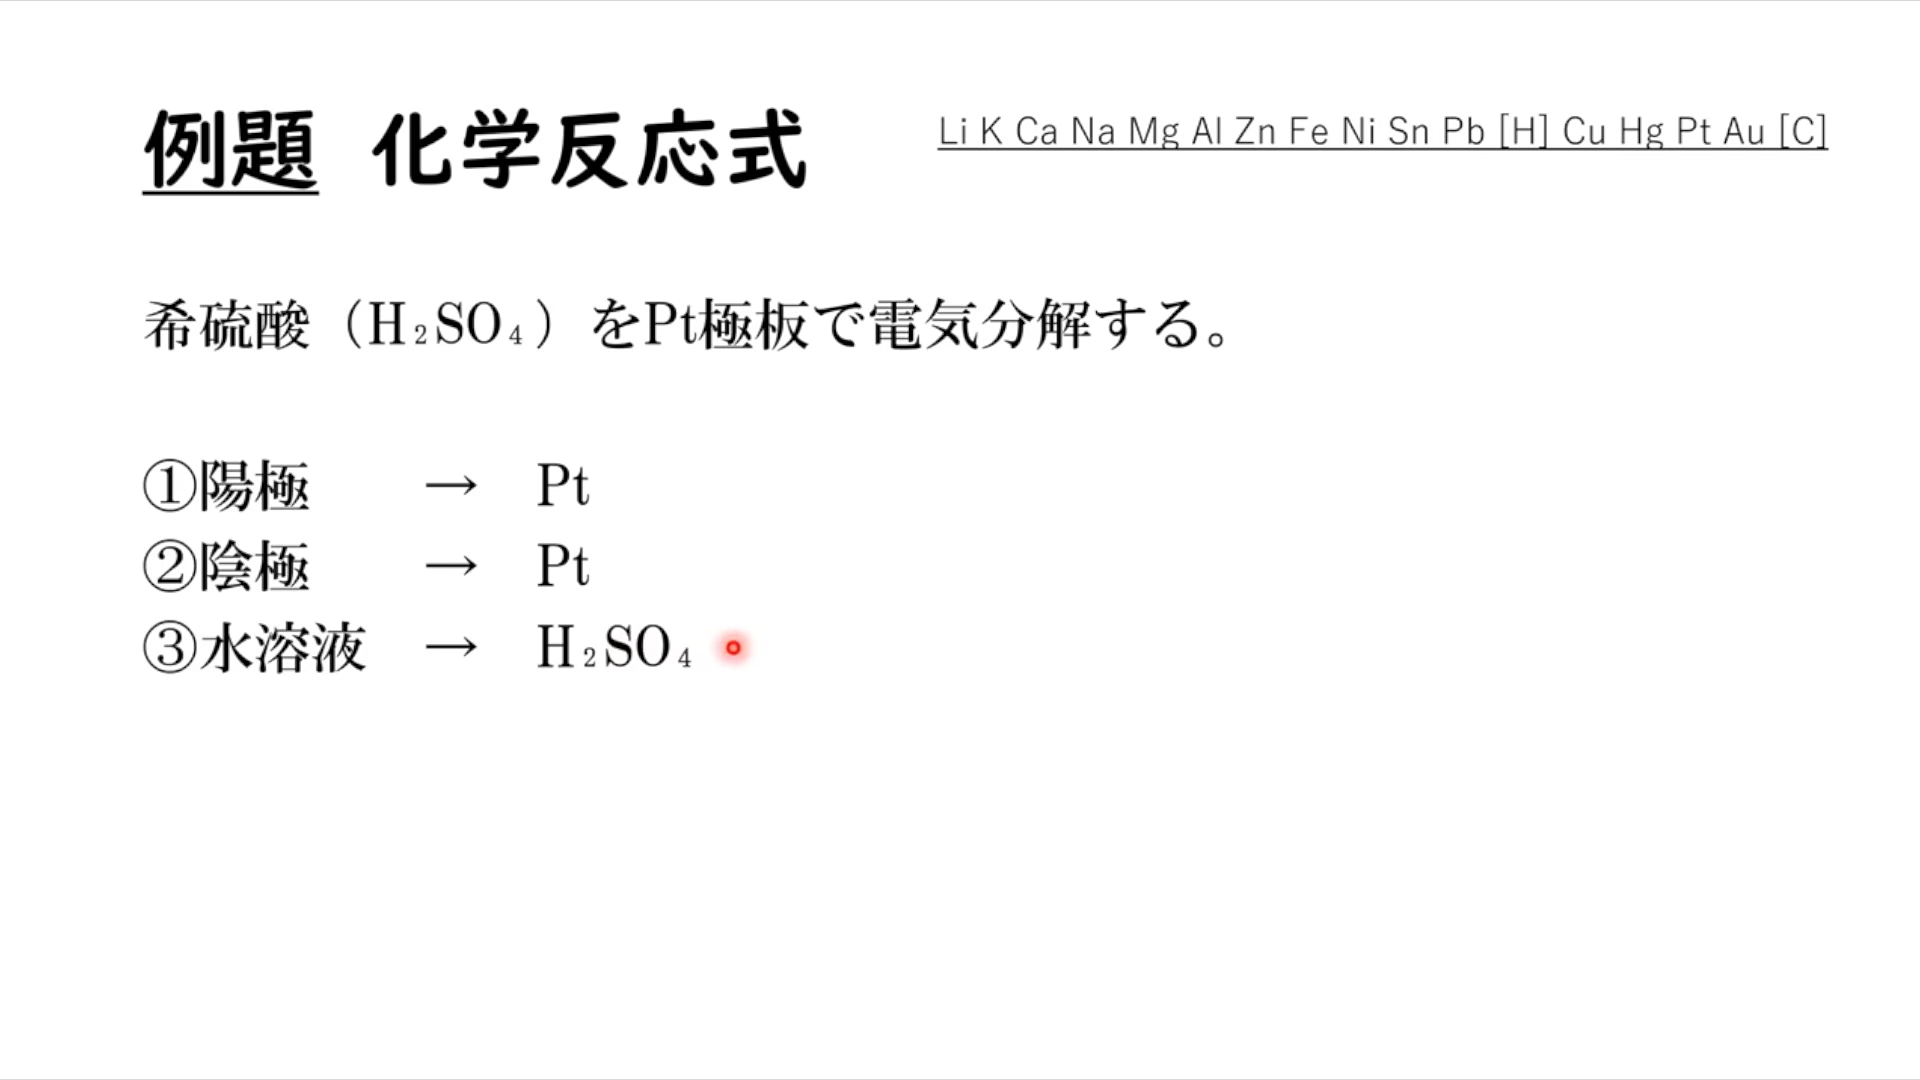 例題 化学反応式
Li K Ca Na Mg Al Zn Fe Ni Sn Pb [H] Cu Hg Pt Au [C]
希硫酸（H₂SO₄）をPt極板で電気分解する。
①陽極 → Pt
②陰極 → Pt
③水溶液 → H₂SO₄